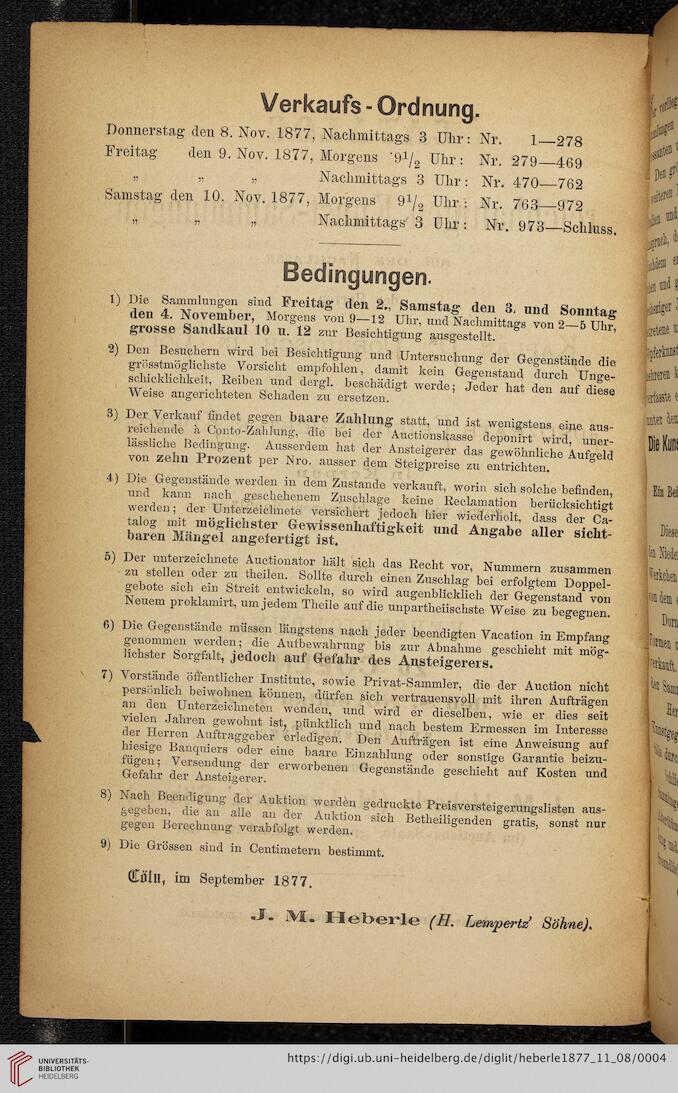 Verkaufs-Ordnung.
Donnerstag den 8. Nov. 1877, Nachmittags 3 Uhr: Nr. 1—278
Freitag den 9. Nov. 1877, Morgens 9½ Uhr: Nr. 279—469
„ „ „ Nachmittags 3 Uhr: Nr. 470—762
Samstag den 10. Nov. 1877, Morgens 9½ Uhr: Nr. 763—972
„ „ „ Nachmittags 3 Uhr: Nr. 973—Schluss.
Bedingungen.
1) Die Sammlungen sind Freitag den 2., Samstag den 3. und Sonntag
den 4. November, Morgens von 9—12 Uhr, und Nachmittags von 2—5 Uhr,
grosse Sandkaul 10 u. 12 zur Besichtigung ausgestellt.
2) Den Besuchern wird bei Besichtigung und Untersuchung der Gegenstände die
grösstmöglichste Vorsicht empfohlen, damit kein Gegenstand durch Unge-
schicklichkeit, Reiben und dergl. beschädigt werde; Jeder hat den auf diese
Weise angerichteten Schaden zu ersetzen.
3) Der Verkauf findet gegen baare Zahlung statt, und ist wenigstens eine aus-
reichende à Conto-Zahlung, die bei der Auctionskasse deponirt wird, uner-
lässliche Bedingung. Ausserdem hat der Ansteigerer das gewöhnliche Aufgeld
von zehn Prozent per Nro. ausser dem Steigpreise zu entrichten.
4) Die Gegenstände werden in dem Zustande verkauft, worin sich solche befinden,
und kann nach geschehenem Zuschlage keine Reclamation berücksichtigt
werden; der Unterzeichnete versichert jedoch hier wiederholt, dass der Ca-
talog mit möglichster Gewissenhaftigkeit und Angabe aller sicht-
baren Mängel angefertigt ist.
5) Der unterzeichnete Auctionator hält sich das Recht vor, Nummern zusammen
zu stellen oder zu theilen. Sollte durch einen Zuschlag bei erfolgtem Doppel-
gebote sich ein Streit entwickeln, so wird augenblicklich der Gegenstand von
Neuem proklamirt, um jedem Theile auf die unpartheiischste Weise zu begegnen.
6) Die Gegenstände müssen längstens nach jeder beendigten Vacation in Empfang
genommen werden; die Aufbewahrung bis zur Abnahme geschieht mit mög-
lichster Sorgfalt, jedoch auf Gefahr des Ansteigerers.
7) Vorstände öffentlicher Institute, sowie Privat-Sammler, die der Auction nicht
persönlich beiwohnen können, dürfen sich vertrauensvoll mit ihren Aufträgen
an den Unterzeichneten wenden, und wird er dieselben, wie er dies seit
vielen Jahren gewohnt ist, pünktlich und nach bestem Ermessen im Interesse
der Herren Auftraggeber erledigen. Den Aufträgen ist eine Anweisung auf
hiesige Banquiers oder eine baare Einzahlung oder sonstige Garantie beizu-
fügen; Versendung der erworbenen Gegenstände geschieht auf Kosten und
Gefahr der Ansteigerer.
8) Nach Beendigung der Auktion werden gedruckte Preisversteigerungslisten aus-
gegeben, die an alle an der Auktion sich Betheiligenden gratis, sonst nur
gegen Berechnung verabfolgt werden.
9) Die Grössen sind in Centimetern bestimmt.
Cöln, im September 1877.
J. M. Heberle (H. Lempertz' Söhne).
UNIVERSITÄTS-
BIBLIOTHEK
HEIDELBERG
https://digi.ub.uni-heidelberg.de/diglit/heberle1877_11_08/0004